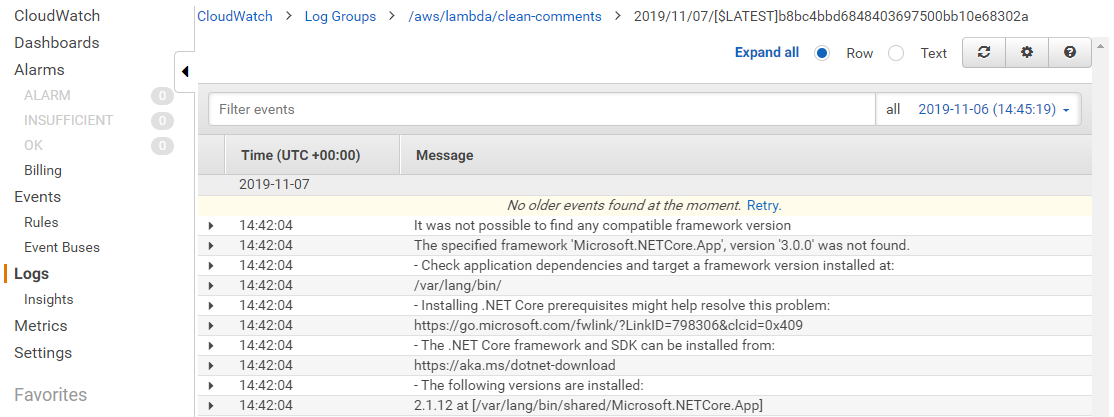 CloudWatch
Dashboards
Alarms
ALARM 0
INSUFFICIENT 0
OK 0
Billing
Events
Rules
Event Buses
Logs
Insights
Metrics
Settings
Favorites
CloudWatch > Log Groups > /aws/lambda/clean-comments > 2019/11/07/[$LATEST]b8bc4bbd6848403697500bb10e68302a
Expand all Row Text
Filter events all 2019-11-06 (14:45:19)
Time (UTC +00:00) Message
2019-11-07
No older events found at the moment. Retry.
14:42:04 It was not possible to find any compatible framework version
14:42:04 The specified framework 'Microsoft.NETCore.App', version '3.0.0' was not found.
14:42:04 - Check application dependencies and target a framework version installed at:
14:42:04 /var/lang/bin/
14:42:04 - Installing .NET Core prerequisites might help resolve this problem:
14:42:04 https://go.microsoft.com/fwlink/?LinkID=798306&clcid=0x409
14:42:04 - The .NET Core framework and SDK can be installed from:
14:42:04 https://aka.ms/dotnet-download
14:42:04 - The following versions are installed:
14:42:04 2.1.12 at [/var/lang/bin/shared/Microsoft.NETCore.App]